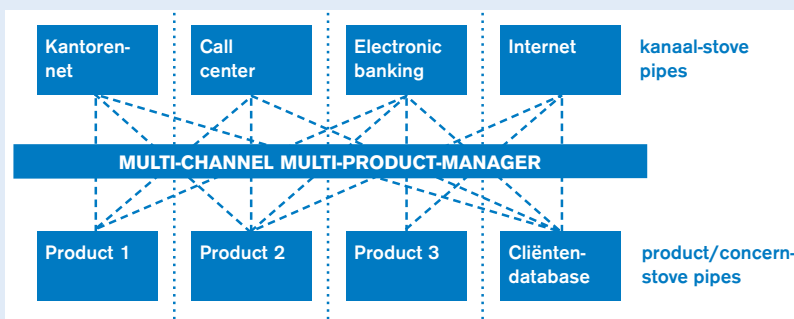 Kantoren-
net
Call
center
Electronic
banking
Internet
kanaal-stove
pipes
MULTI-CHANNEL MULTI-PRODUCT-MANAGER
Product 1
Product 2
Product 3
Cliënten-
database
product/concern-
stove pipes